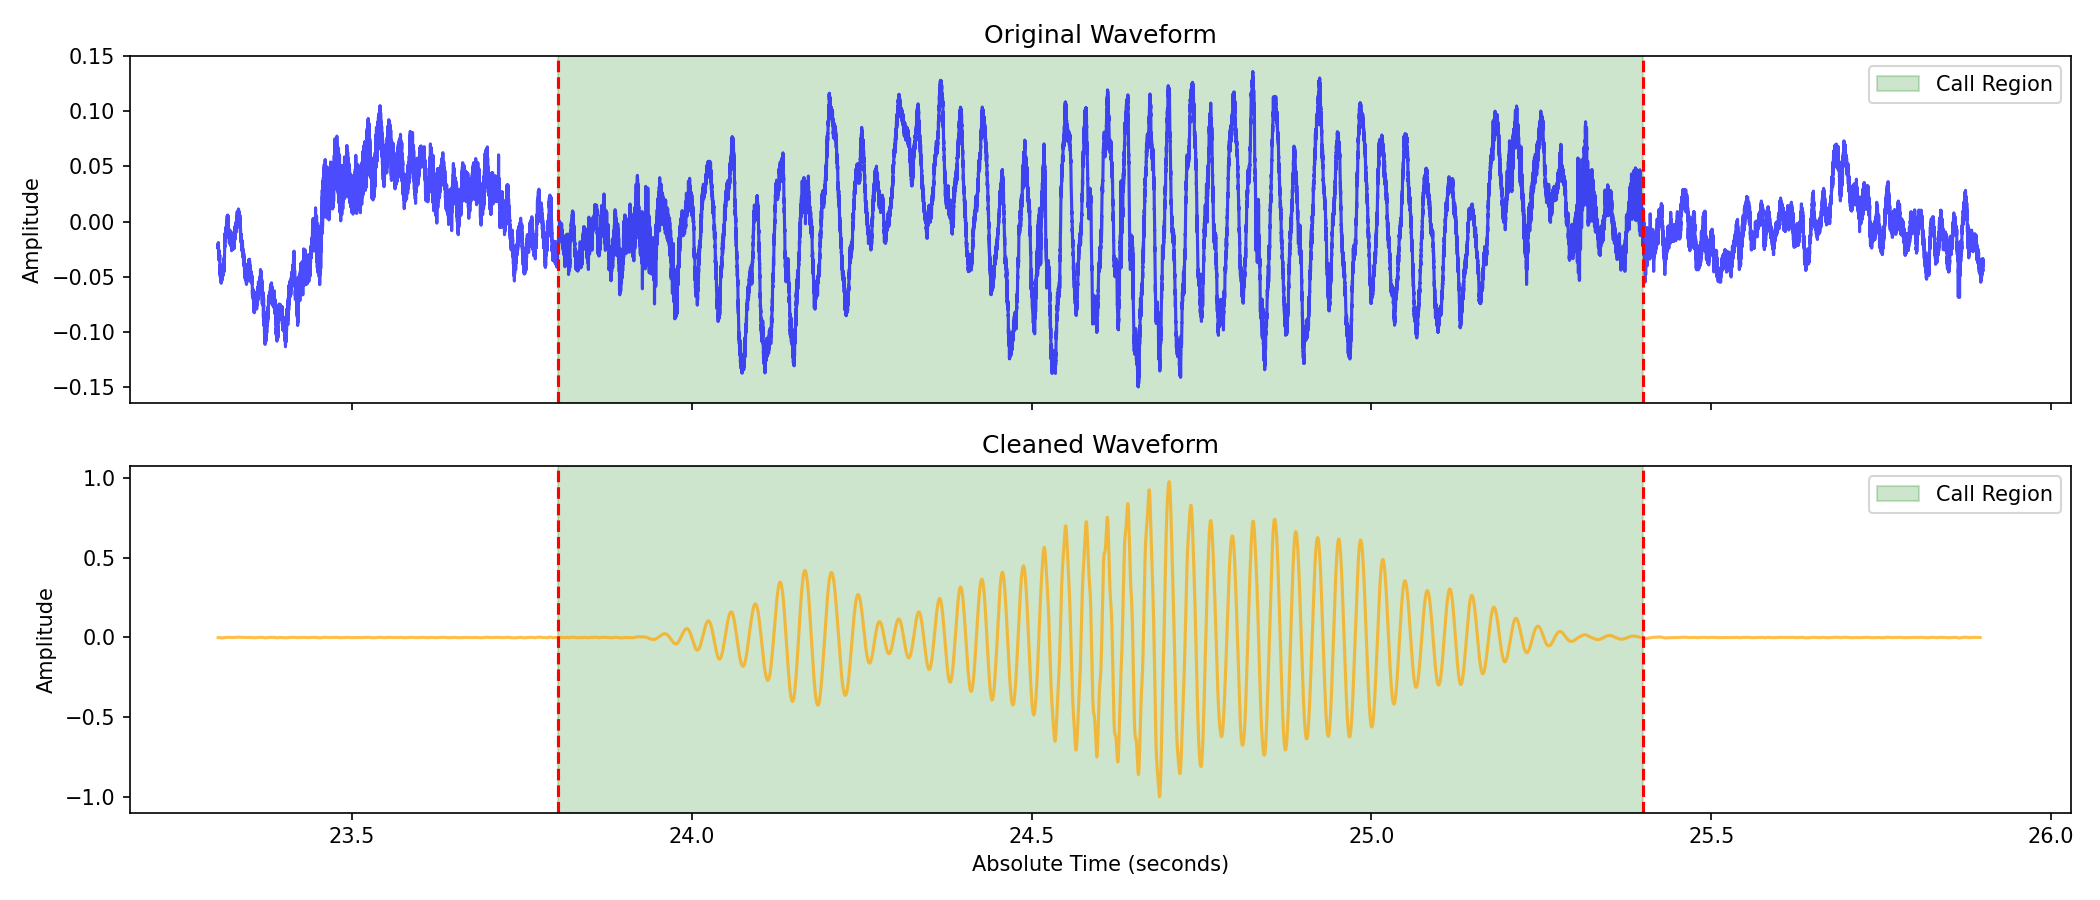 Original Waveform
0.15
0.10
0.05
0.00
−0.05
−0.10
−0.15
Amplitude
Call Region
Cleaned Waveform
1.0
0.5
0.0
−0.5
−1.0
Amplitude
Call Region
23.5 24.0 24.5 25.0 25.5 26.0
Absolute Time (seconds)